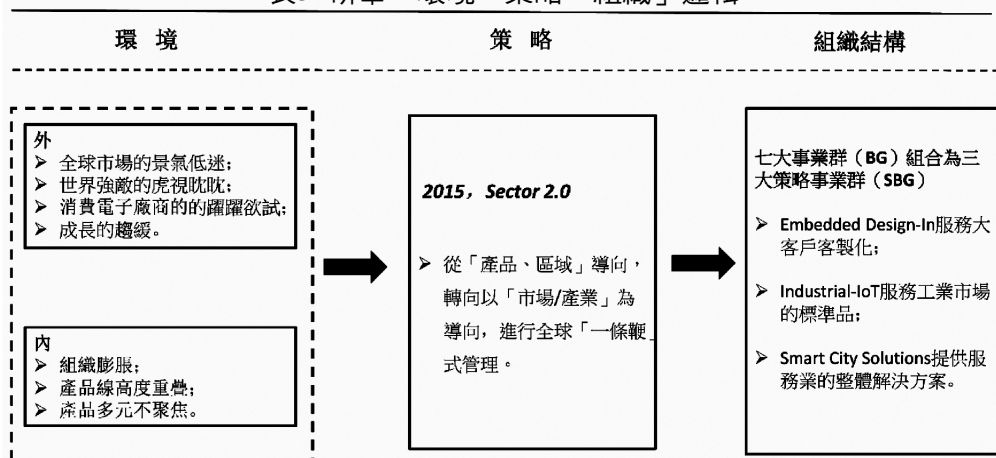 環 境
策 略
組織結構
外
➢ 全球市場的景氣低迷;
➢ 世界強敵的虎視眈眈;
➢ 消費電子廠商的的躍躍欲試;
➢ 成長的趨緩。
內
➢ 組織膨脹;
➢ 產品線高度重疊;
➢ 產品多元不聚焦。
2015，Sector 2.0
➢ 從「產品、區域」導向，
轉向以「市場/產業」為
導向，進行全球「一條鞭」
式管理。
七大事業群（BG）組合為三
大策略事業群（SBG）
➢ Embedded Design-In服務大
客戶客製化;
➢ Industrial-IoT服務工業市場
的標準品;
➢ Smart City Solutions提供服
務業的整體解決方案。